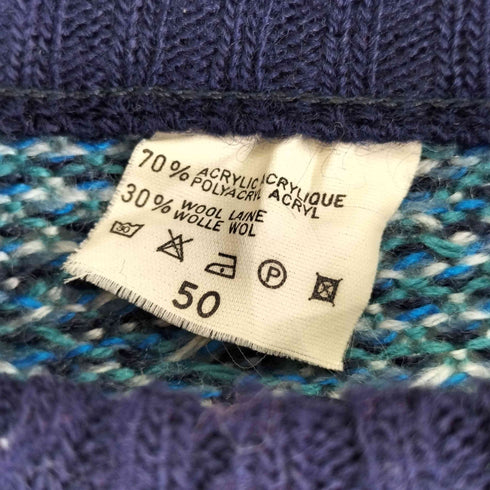 70% ACRYLIC ACRYLIQUE
POLYACRYL ACRYL
30% WOOL LAINE
WOLLE WOL
P
50